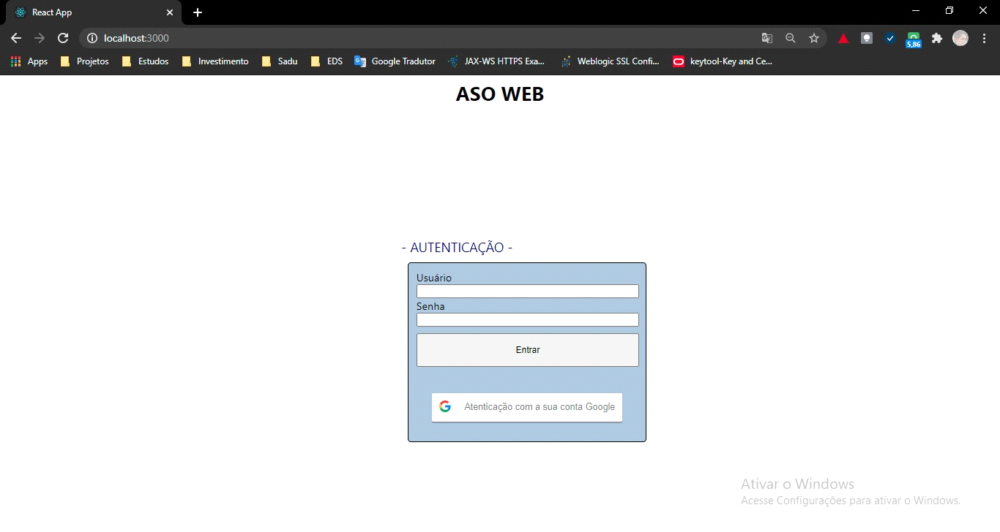 React App
localhost:3000
5,86
Apps Projetos Estudos Investimento Sadu EDS Google Tradutor JAX-WS HTTPS Exa... Weblogic SSL Confi... keytool-Key and Ce...
ASO WEB
- AUTENTICAÇÃO -
Usuário
Senha
Entrar
Atenticação com a sua conta Google
Ativar o Windows
Acesse Configurações para ativar o Windows.